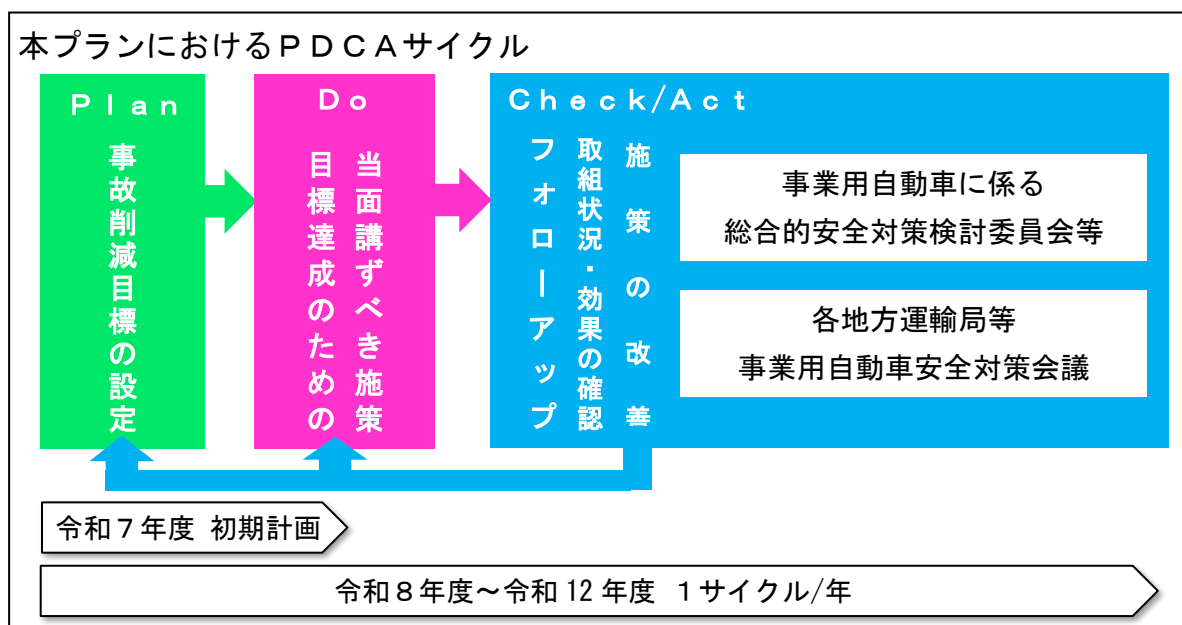 本プランにおけるＰＤＣＡサイクル
Ｐｌａｎ
事故削減目標の設定
Ｄｏ
当面講ずべき施策
目標達成のための
Ｃｈｅｃｋ/Ａｃｔ
施策の改善
取組状況・効果の確認
フォローアップ
事業用自動車に係る
総合的安全対策検討委員会等
各地方運輸局等
事業用自動車安全対策会議
令和７年度 初期計画
令和８年度～令和12年度 １サイクル/年